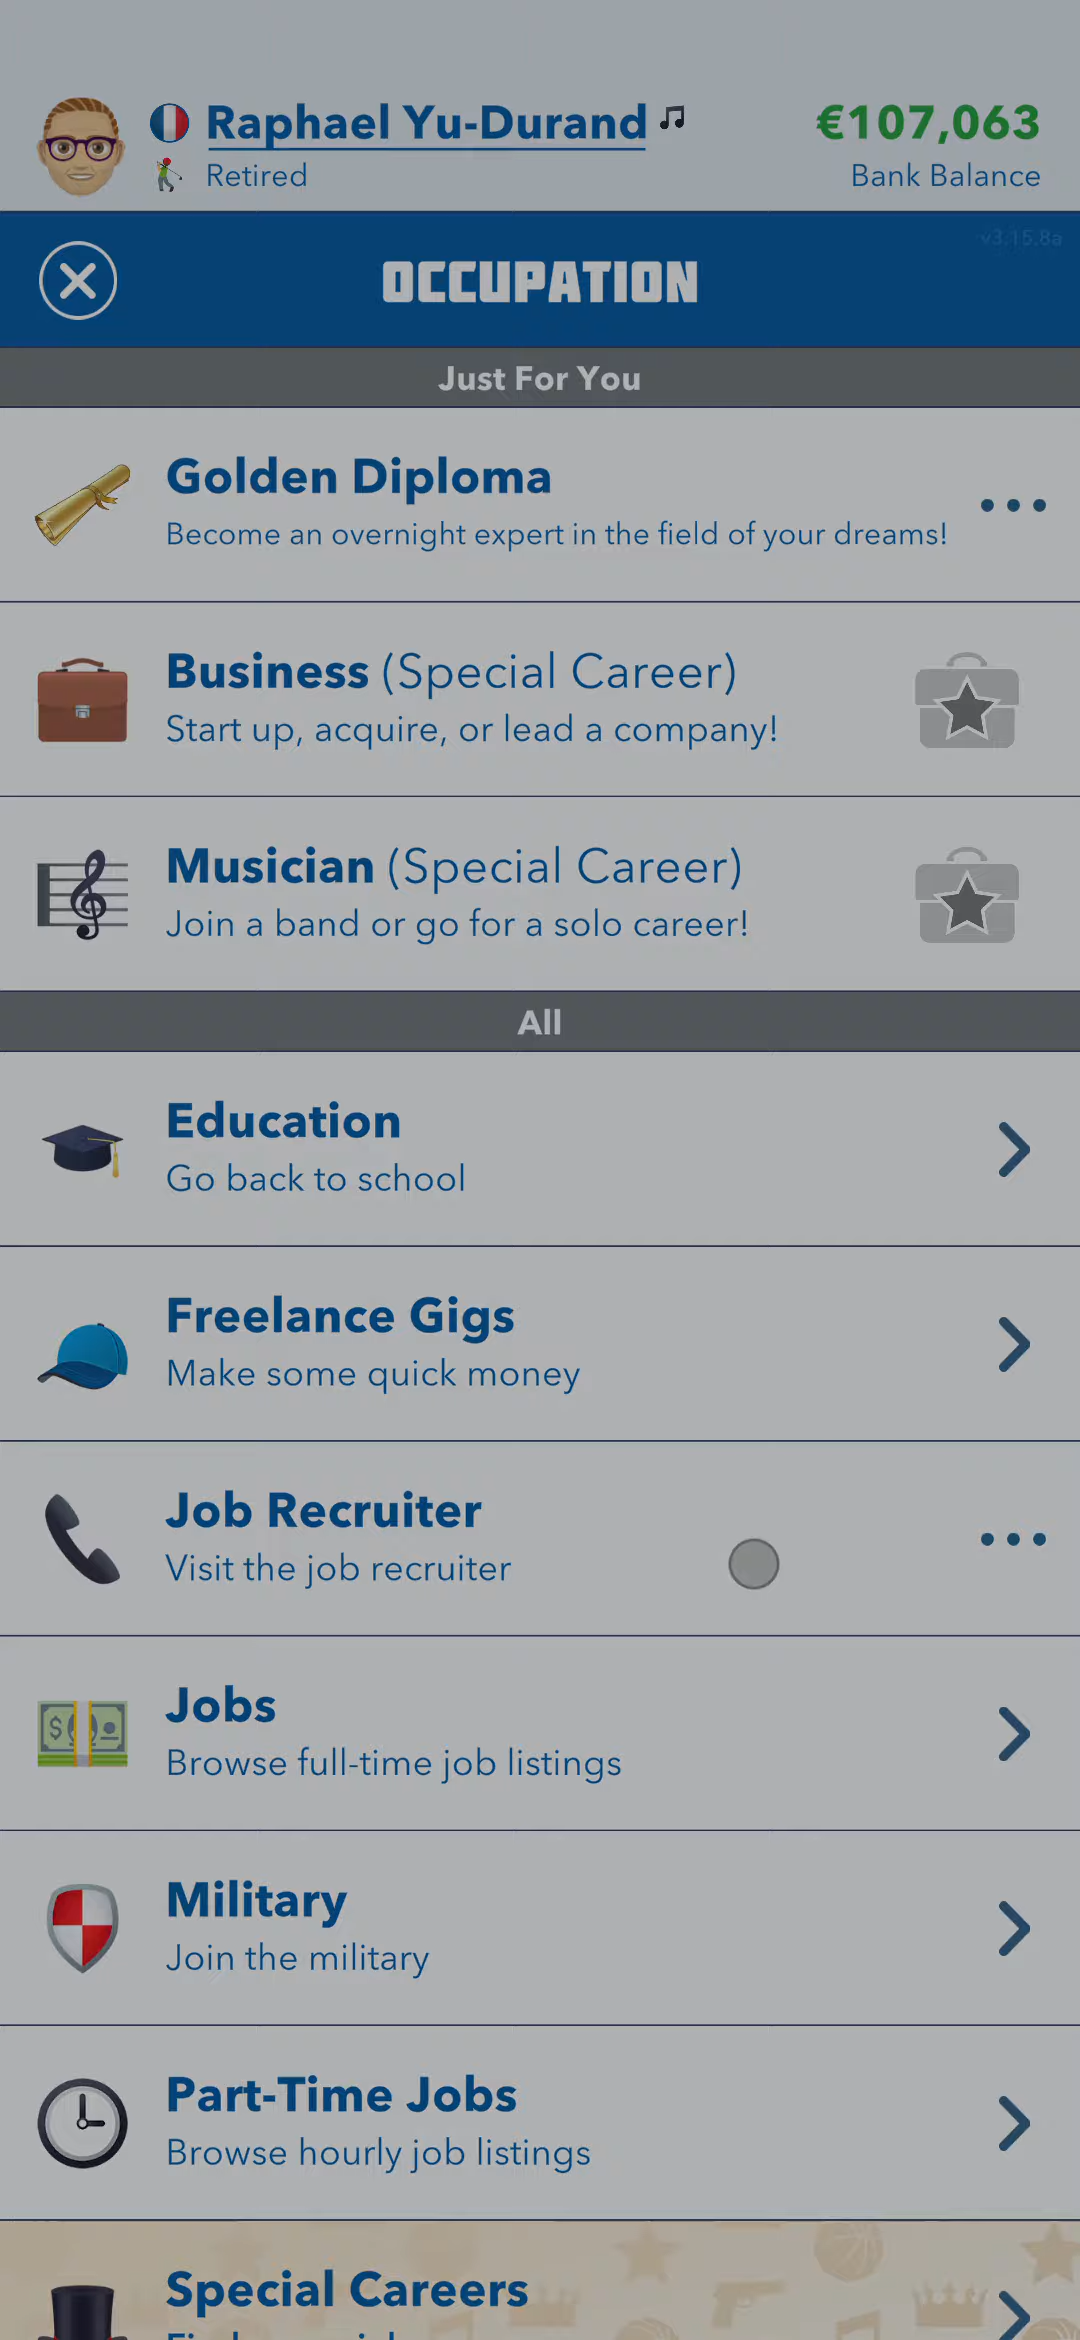 Raphael Yu-Durand
€107,063
Retired
Bank Balance
v3.15.8a
OCCUPATION
Just For You
Golden Diploma
Become an overnight expert in the field of your dreams!
Business (Special Career)
Start up, acquire, or lead a company!
Musician (Special Career)
Join a band or go for a solo career!
All
Education
Go back to school
Freelance Gigs
Make some quick money
Job Recruiter
Visit the job recruiter
Jobs
Browse full-time job listings
Military
Join the military
Part-Time Jobs
Browse hourly job listings
Special Careers